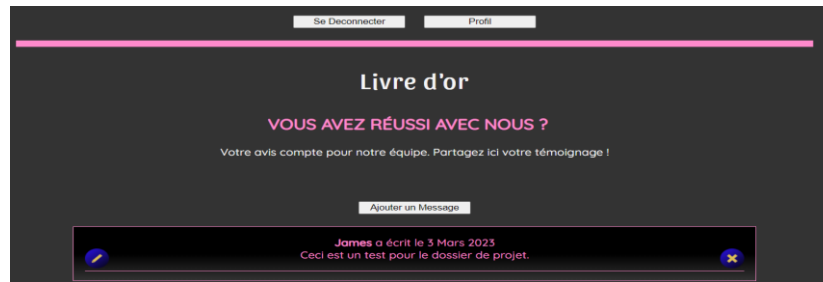 Se Deconnecter Profil
Livre d'or
VOUS AVEZ RÉUSSI AVEC NOUS ?
Votre avis compte pour notre équipe. Partagez ici votre témoignage !
Ajouter un Message
James a écrit le 3 Mars 2023
Ceci est un test pour le dossier de projet.